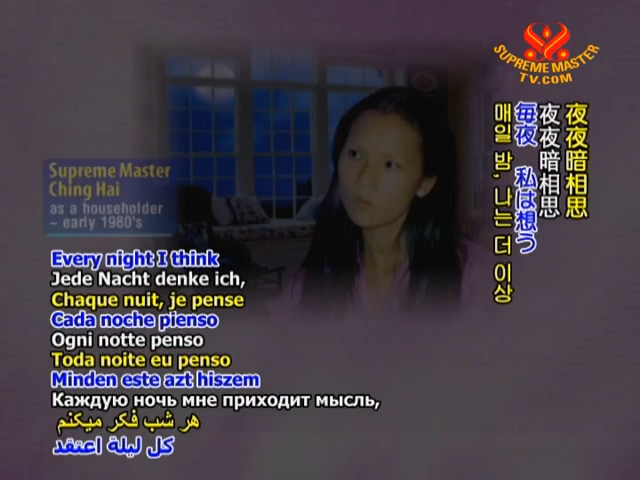 SUPREME MASTER
TV.COM
夜夜暗相思
夜夜暗相思
毎夜 私は想う
매일 밤, 나는 더 이상
Supreme Master
Ching Hai
as a householder
~ early 1980's
Every night I think
Jede Nacht denke ich,
Chaque nuit, je pense
Cada noche pienso
Ogni notte penso
Toda noite eu penso
Minden este azt hiszem
Каждую ночь мне приходит мысль,
هر شب فکر میکنم
كل ليلة اعتقد